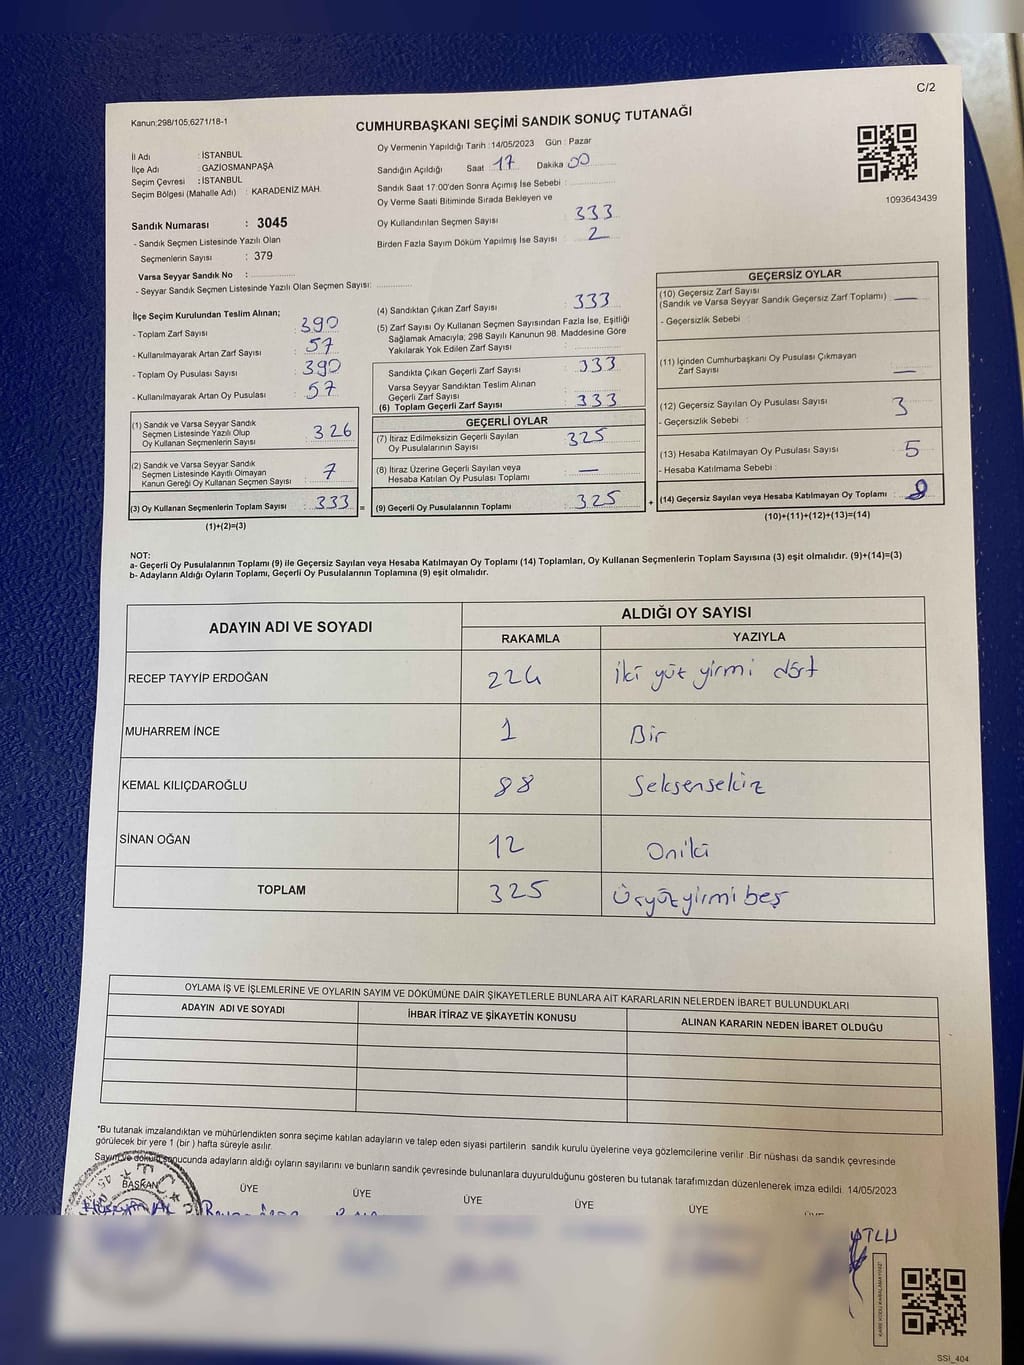 C/2
Kanun:298/105;6271/18-1
CUMHURBAŞKANI SEÇİMİ SANDIK SONUÇ TUTANAĞI
1093643439
İl Adı : İSTANBUL
İlçe Adı : GAZİOSMANPAŞA
Seçim Çevresi : İSTANBUL
Seçim Bölgesi (Mahalle Adı) : KARADENİZ MAH.
Sandık Numarası : 3045
- Sandık Seçmen Listesinde Yazılı Olan
Seçmenlerin Sayısı : 379
Varsa Seyyar Sandık No :
- Seyyar Sandık Seçmen Listesinde Yazılı Olan Seçmen Sayısı:
Oy Vermenin Yapıldığı Tarih :14/05/2023 Gün : Pazar
Sandığın Açıldığı Saat 17 Dakika 00
Sandık Saat 17:00'den Sonra Açımış İse Sebebi :
Oy Verme Saati Bitiminde Sırada Bekleyen ve
Oy Kullandırılan Seçmen Sayısı : 333
Birden Fazla Sayım Döküm Yapılmış İse Sayısı : 2
İlçe Seçim Kurulundan Teslim Alınan;
- Toplam Zarf Sayısı : 390
- Kullanılmayarak Artan Zarf Sayısı : 57
- Toplam Oy Pusulası Sayısı : 390
- Kullanılmayarak Artan Oy Pusulası : 57
(1) Sandık ve Varsa Seyyar Sandık
Seçmen Listesinde Yazılı Olup
Oy Kullanan Seçmenlerin Sayısı : 326
(2) Sandık ve Varsa Seyyar Sandık
Seçmen Listesinde Kayıtlı Olmayan
Kanun Gereği Oy Kullanan Seçmen Sayısı : 7
(3) Oy Kullanan Seçmenlerin Toplam Sayısı : 333 =
(1)+(2)=(3)
(4) Sandıktan Çıkan Zarf Sayısı : 333
(5) Zarf Sayısı Oy Kullanan Seçmen Sayısından Fazla İse, Eşitliği
Sağlamak Amacıyla; 298 Sayılı Kanunun 98. Maddesine Göre
Yakılarak Yok Edilen Zarf Sayısı :
Sandıkta Çıkan Geçerli Zarf Sayısı : 333
Varsa Seyyar Sandıktan Teslim Alınan
Geçerli Zarf Sayısı :
(6) Toplam Geçerli Zarf Sayısı : 333
GEÇERLİ OYLAR
(7) İtiraz Edilmeksizin Geçerli Sayılan
Oy Pusulasının Sayısı : 325
(8) İtiraz Üzerine Geçerli Sayılan veya
Hesaba Katılan Oy Pusulası Toplamı : —
(9) Geçerli Oy Pusulalarının Toplamı : 325 +
GEÇERSİZ OYLAR
(10) Geçersiz Zarf Sayısı
(Sandık ve Varsa Seyyar Sandık Geçersiz Zarf Toplamı) : —
- Geçersizlik Sebebi :
(11) İçinden Cumhurbaşkanı Oy Pusulası Çıkmayan
Zarf Sayısı : —
(12) Geçersiz Sayılan Oy Pusulası Sayısı : 3
- Geçersizlik Sebebi :
(13) Hesaba Katılmayan Oy Pusulası Sayısı : 5
- Hesaba Katılmama Sebebi :
(14) Geçersiz Sayılan veya Hesaba Katılmayan Oy Toplamı :
(10)+(11)+(12)+(13)=(14)
NOT:
a- Geçerli Oy Pusulalarının Toplamı (9) ile Geçersiz Sayılan veya Hesaba Katılmayan Oy Toplamı (14) Toplamları, Oy Kullanan Seçmenlerin Toplam Sayısına (3) eşit olmalıdır. (9)+(14)=(3)
b- Adayların Aldığı Oyların Toplamı, Geçerli Oy Pusulalarının Toplamına (9) eşit olmalıdır.
ADAYIN ADI VE SOYADI ALDIĞI OY SAYISI
RAKAMLA YAZIYLA
RECEP TAYYİP ERDOĞAN 224 İki yüz yirmi dört
MUHARREM İNCE 1 Bir
KEMAL KILIÇDAROĞLU 88 Seksensekiz
SİNAN OĞAN 12 Oniki
TOPLAM 325 Üçyüzyirmi beş
OYLAMA İŞ VE İŞLEMLERİNE VE OYLARIN SAYIM VE DÖKÜMÜNE DAİR ŞİKAYETLERLE BUNLARA AİT KARARLARIN NELERDEN İBARET BULUNDUKLARI
ADAYIN ADI VE SOYADI İHBAR İTİRAZ VE ŞİKAYETİN KONUSU ALINAN KARARIN NEDEN İBARET OLDUĞU
*Bu tutanak imzalandıktan ve mühürlendikten sonra seçime katılan adayların ve talep eden siyasi partilerin sandık kurulu üyelerine veya gözlemcilerine verilir. Bir nüshası da sandık çevresinde
görülecek bir yere 1 (bir) hafta süreyle asılır.
Sayım ve döküm sonucunda adayların aldığı oyların sayılarını ve bunların sandık çevresinde bulunanlara duyurulduğunu gösteren bu tutanak tarafımızdan düzenlenerek imza edildi. 14/05/2023
BAŞKAN ÜYE ÜYE ÜYE ÜYE ÜYE
KARE KODU KARALAMAYINIZ
SSİ_404